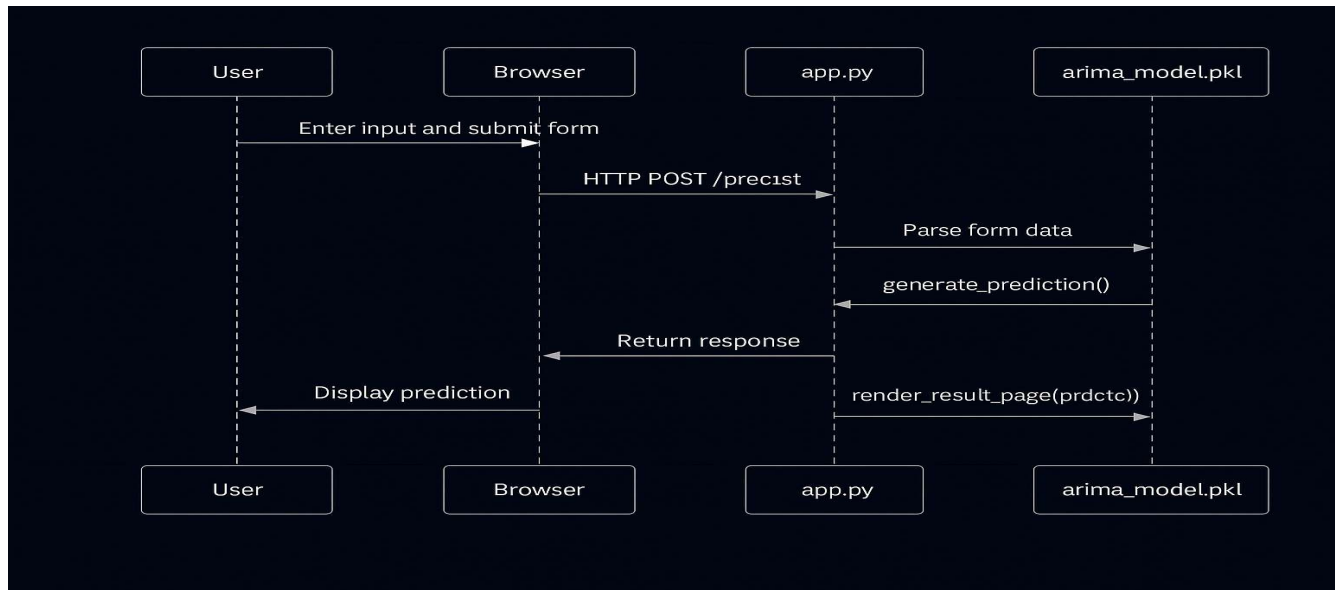 User
Browser
app.py
arima_model.pkl
Enter input and submit form
HTTP POST /prec1st
Parse form data
generate_prediction()
Return response
Display prediction
render_result_page(prdctc))
User
Browser
app.py
arima_model.pkl